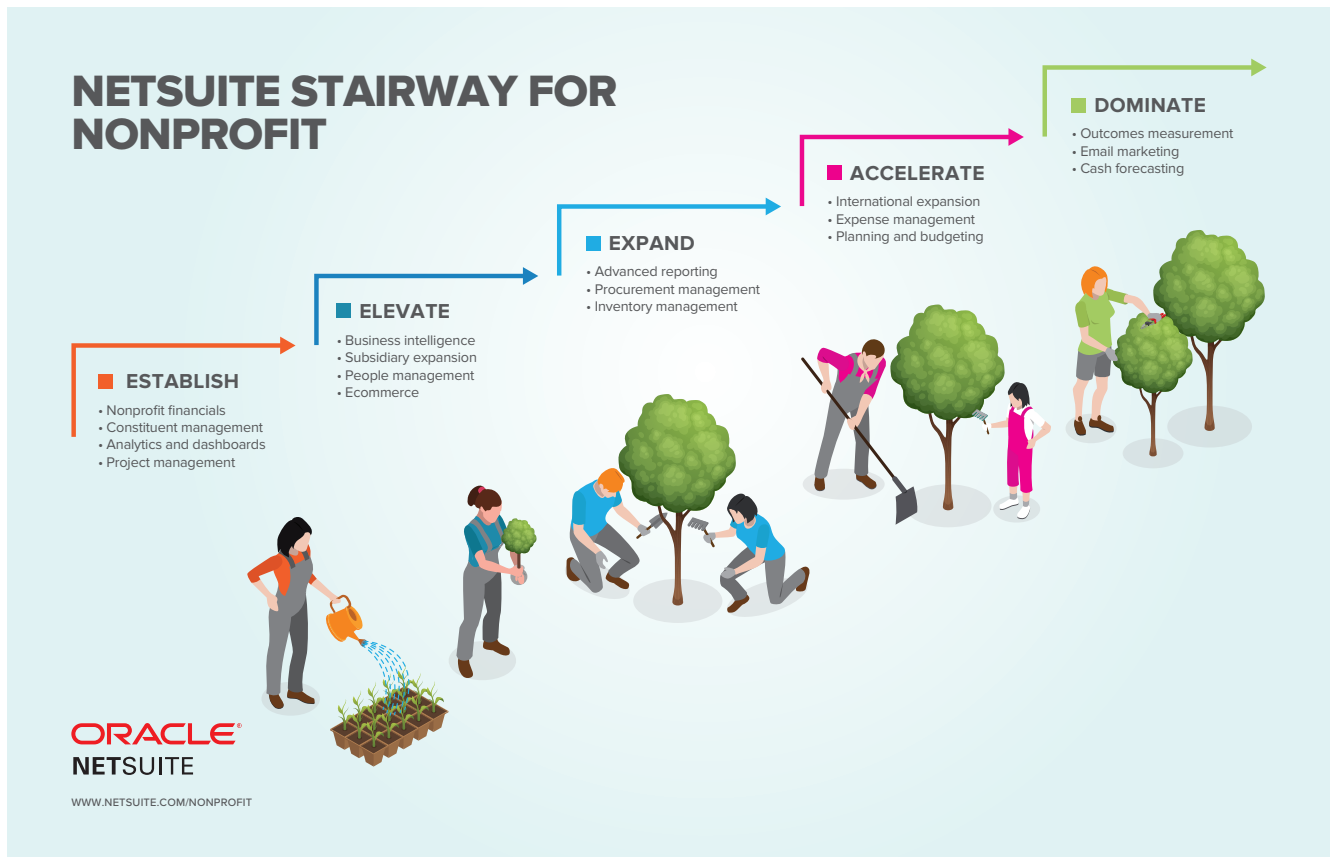 NETSUITE STAIRWAY FOR
NONPROFIT
ESTABLISH
• Nonprofit financials
• Constituent management
• Analytics and dashboards
• Project management
ELEVATE
• Business intelligence
• Subsidiary expansion
• People management
• Ecommerce
EXPAND
• Advanced reporting
• Procurement management
• Inventory management
ACCELERATE
• International expansion
• Expense management
• Planning and budgeting
DOMINATE
• Outcomes measurement
• Email marketing
• Cash forecasting
ORACLE®
NETSUITE
WWW.NETSUITE.COM/NONPROFIT